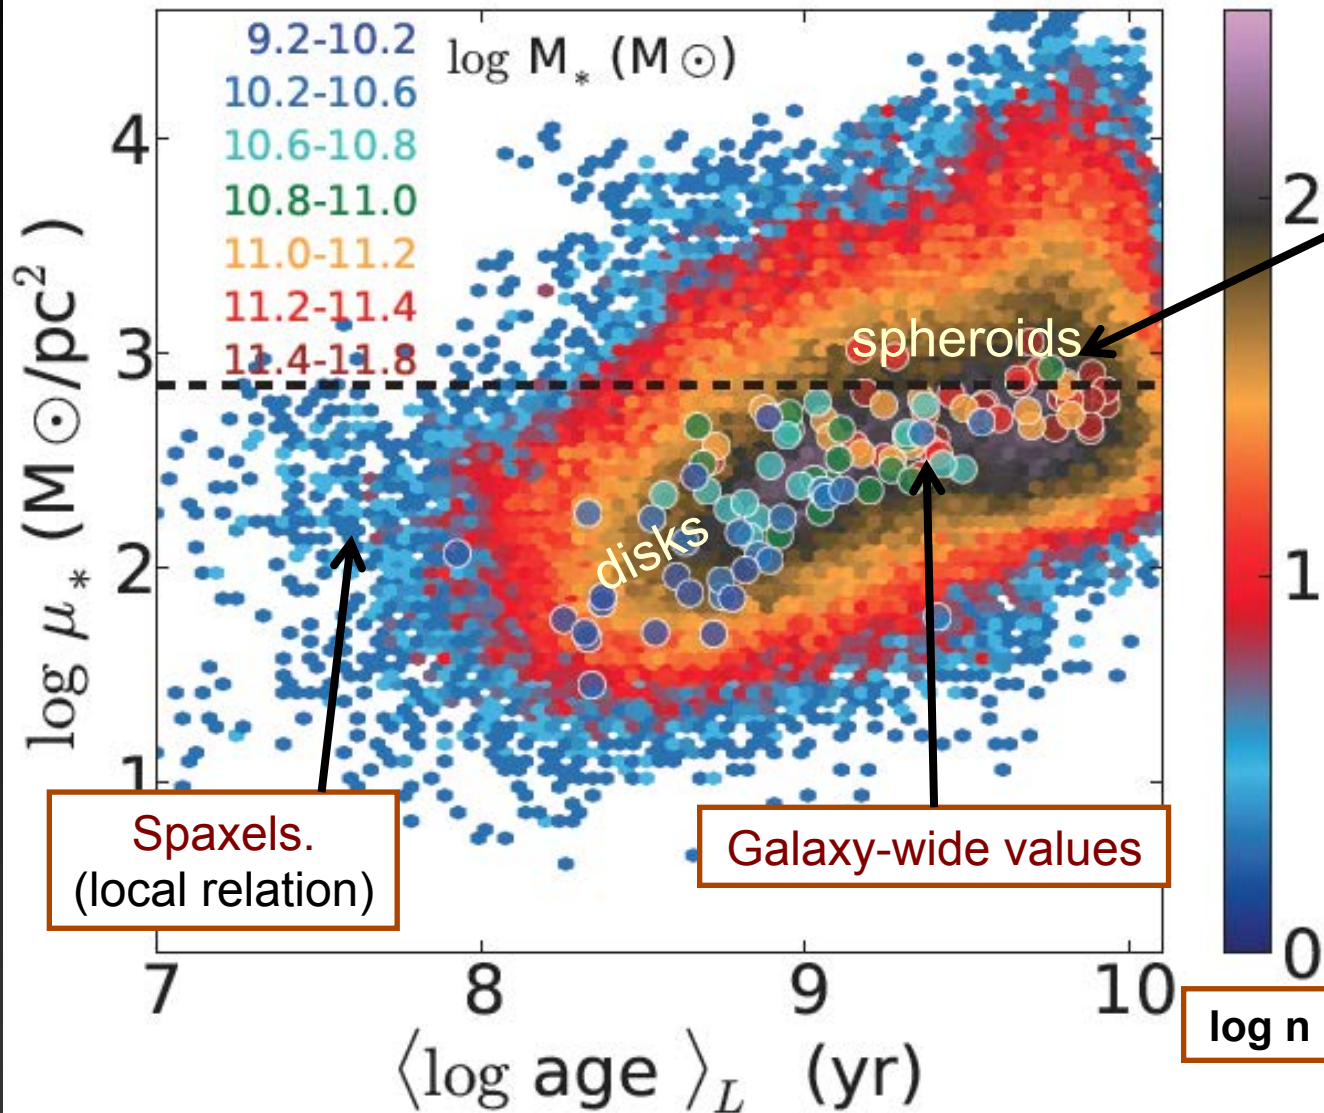 9.2-10.2
log M* (M⊙)
10.2-10.6
10.6-10.8
10.8-11.0
11.0-11.2
11.2-11.4
11.4-11.8
4
3
2
1
log μ* (M⊙/pc²)
spheroids
disks
Spaxels.
(local relation)
Galaxy-wide values
7
8
9
10
⟨log age⟩L (yr)
2
1
0
log n